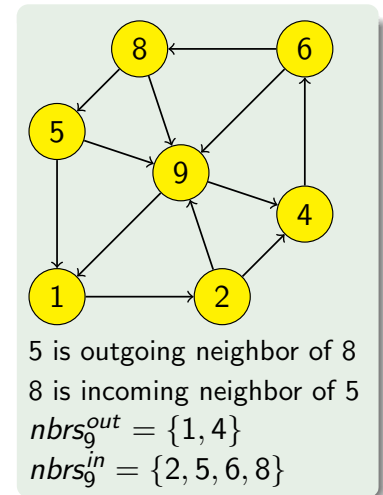 8
6
5
9
4
1
2
5 is outgoing neighbor of 8
8 is incoming neighbor of 5
nbrs₉ᵒᵘᵗ = {1, 4}
nbrs₉ⁱⁿ = {2, 5, 6, 8}